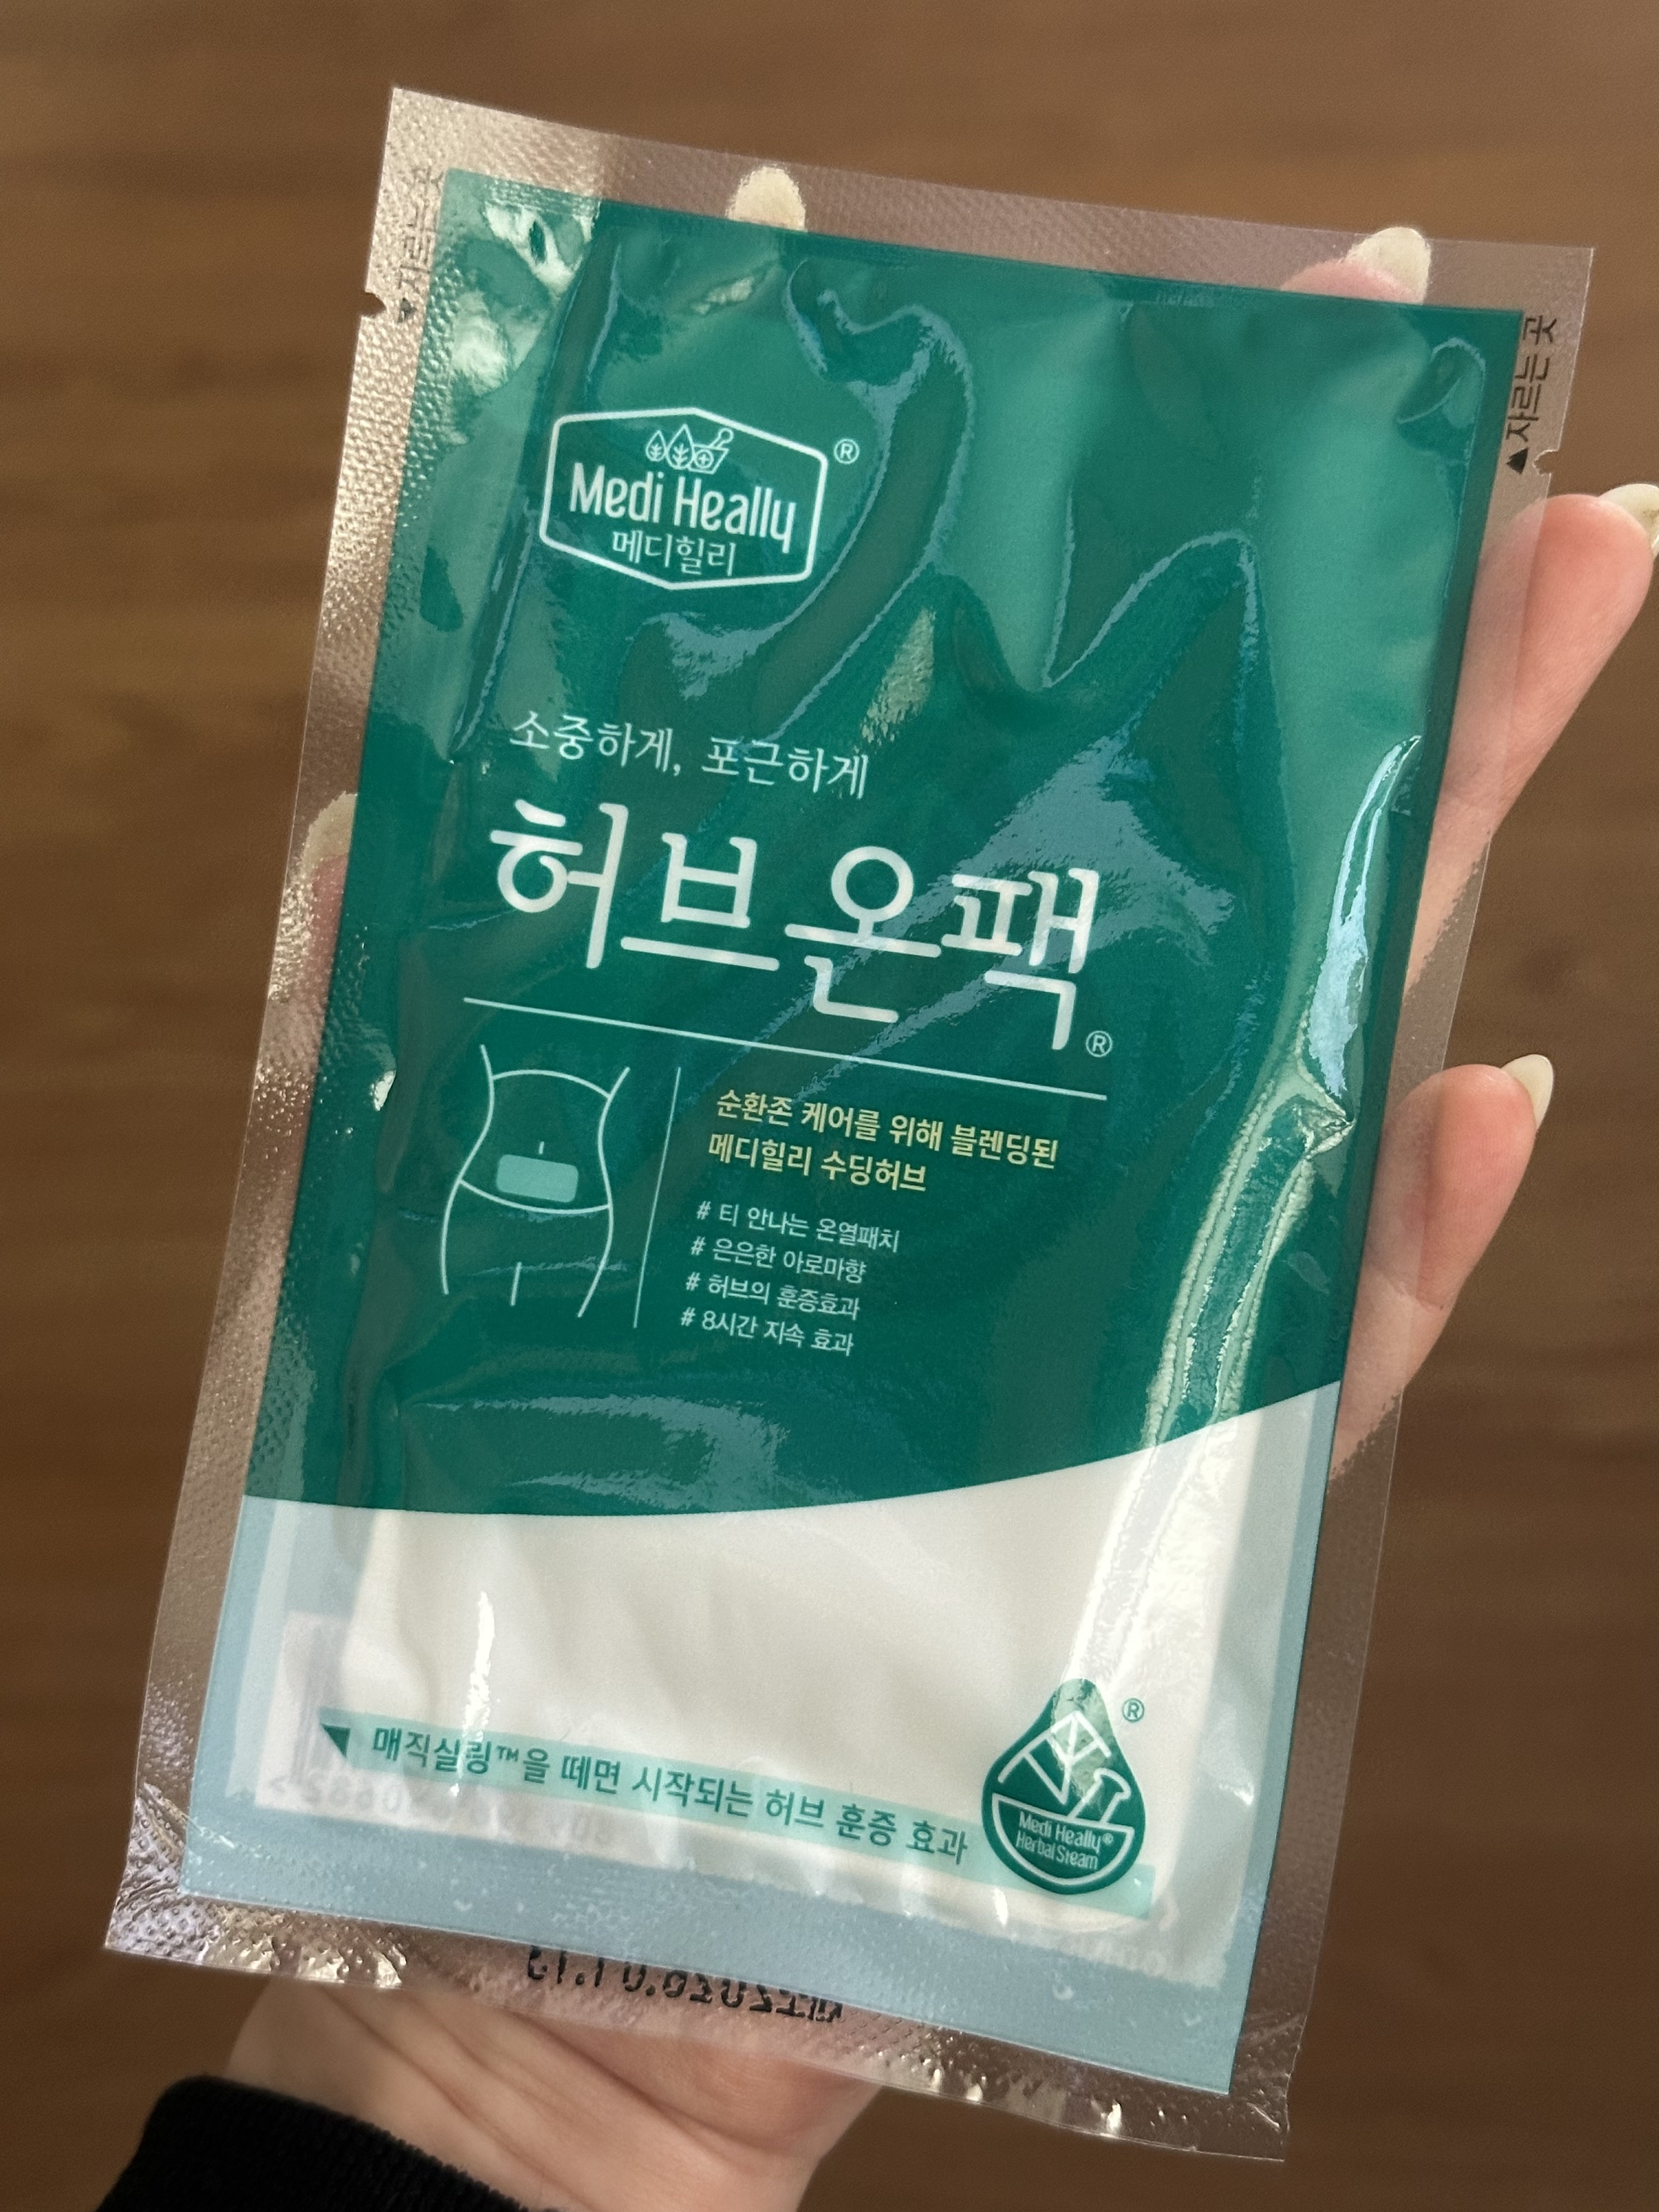 자르는 곳
자르는 곳
Medi Heally®
메디힐리
소중하게, 포근하게
허브온팩®
순환존 케어를 위해 블렌딩된
메디힐리 수딩허브
# 티 안나는 온열패치
# 은은한 아로마향
# 허브의 훈증효과
# 8시간 지속 효과
매직실링™을 떼면 시작되는 허브 훈증 효과
®
Medi Heally®
Herbal Steam